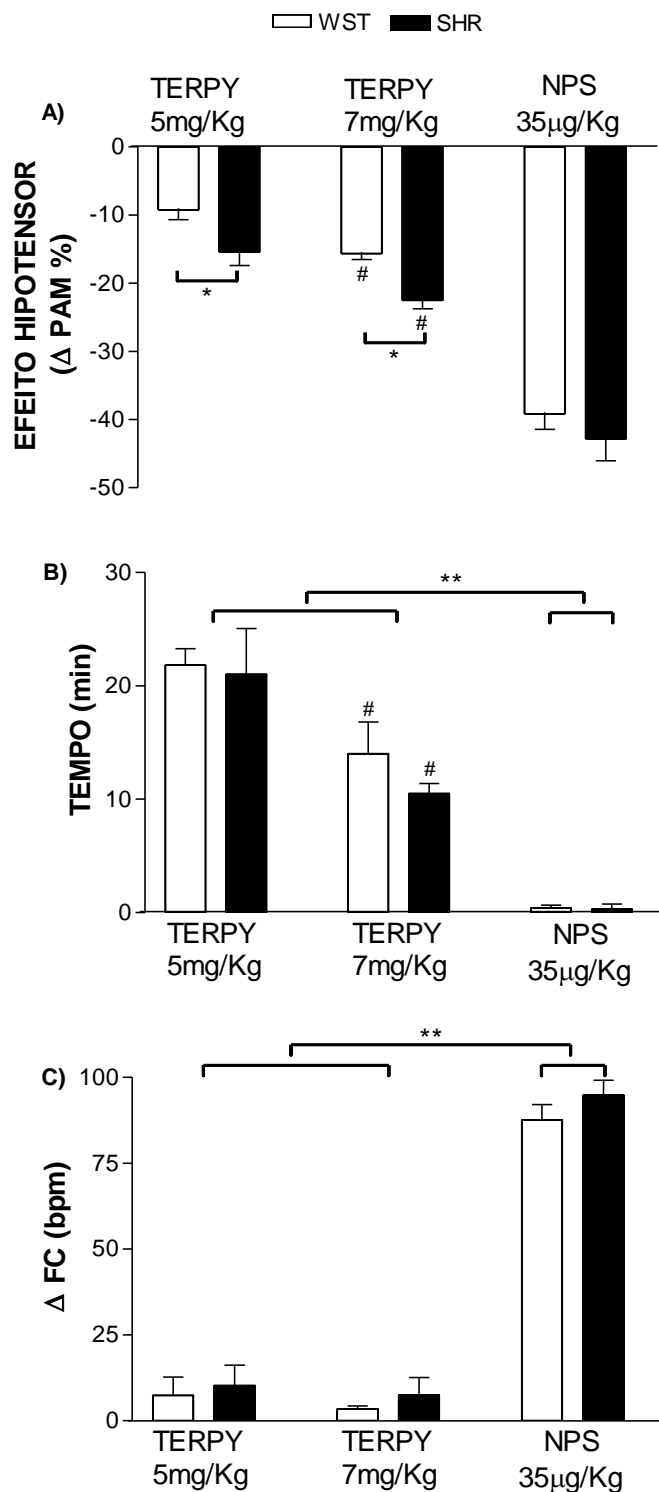 WST SHR
TERPY TERPY NPS
5mg/Kg 7mg/Kg 35µg/Kg
A)
EFEITO HIPOTENSOR
(Δ PAM %)
0
-10
-20
-30
-40
-50
*
#
#
*
B)
TEMPO (min)
30
20
10
0
**
#
#
TERPY TERPY NPS
5mg/Kg 7mg/Kg 35µg/Kg
C)
Δ FC (bpm)
100
75
50
25
0
**
TERPY TERPY NPS
5mg/Kg 7mg/Kg 35µg/Kg